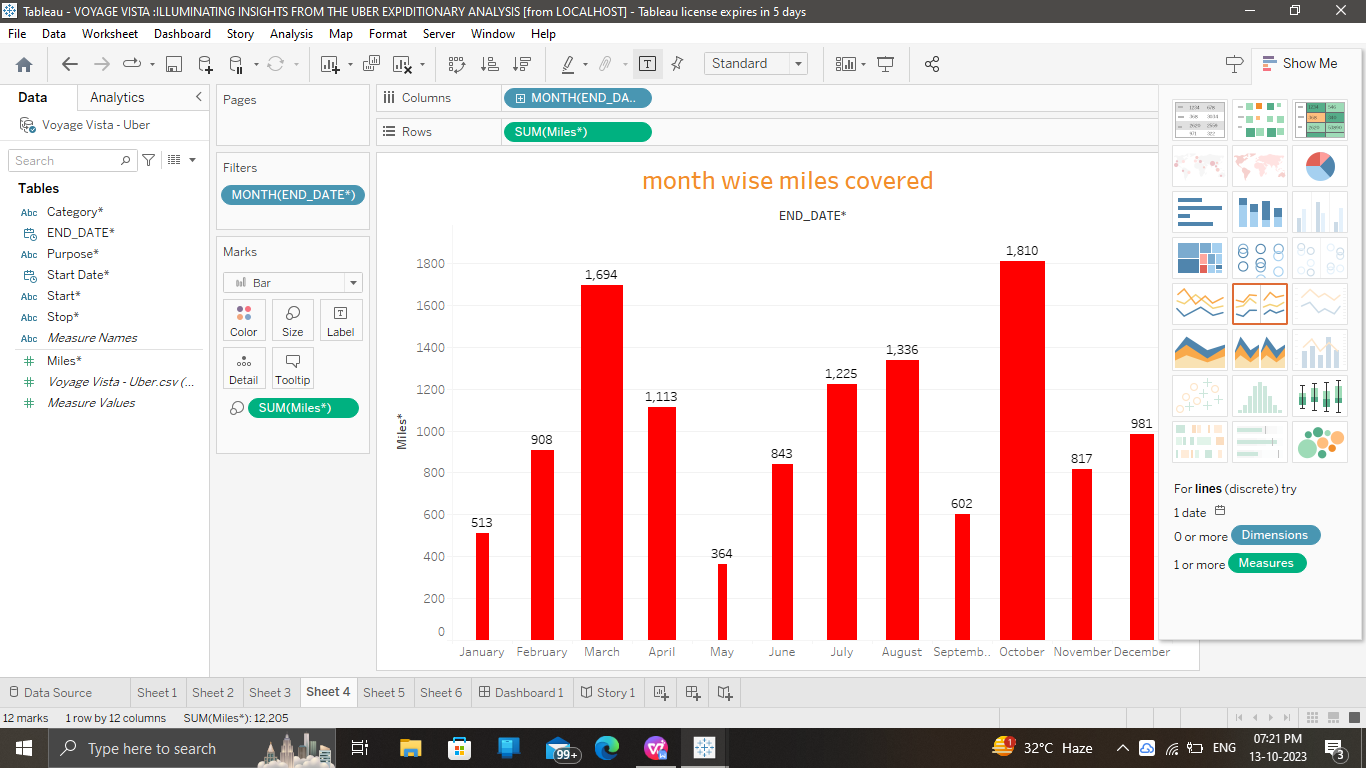 Tableau - VOYAGE VISTA :ILLUMINATING INSIGHTS FROM THE UBER EXPIDITIONARY ANALYSIS [from LOCALHOST] - Tableau license expires in 5 days
File Data Worksheet Dashboard Story Analysis Map Format Server Window Help
Standard
Show Me
Data Analytics
Voyage Vista - Uber
Search
Tables
Abc Category*
END_DATE*
Abc Purpose*
Start Date*
Abc Start*
Abc Stop*
Abc Measure Names
Miles*
Voyage Vista - Uber.csv (...
Measure Values
Pages
Filters
MONTH(END_DATE*)
Marks
Bar
Color Size Label
Detail Tooltip
SUM(Miles*)
Columns MONTH(END_DA..
Rows SUM(Miles*)
month wise miles covered
END_DATE*
Miles*
1800
1600
1400
1200
1000
800
600
400
200
0
513
908
1,694
1,113
364
843
1,225
1,336
602
1,810
817
981
January February March April May June July August Septemb.. October November December
For lines (discrete) try
1 date
0 or more Dimensions
1 or more Measures
Data Source Sheet 1 Sheet 2 Sheet 3 Sheet 4 Sheet 5 Sheet 6 Dashboard 1 Story 1
12 marks 1 row by 12 columns SUM(Miles*): 12,205
Type here to search
99+
1
32°C Haze
ENG
07:21 PM
13-10-2023
3